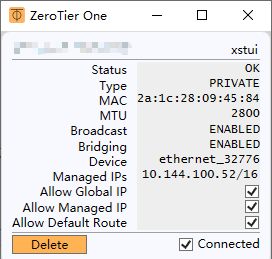 ZeroTier One
xstui
Status OK
Type PRIVATE
MAC 2a:1c:28:09:45:84
MTU 2800
Broadcast ENABLED
Bridging ENABLED
Device ethernet_32776
Managed IPs 10.144.100.52/16
Allow Global IP
Allow Managed IP
Allow Default Route
Delete Connected